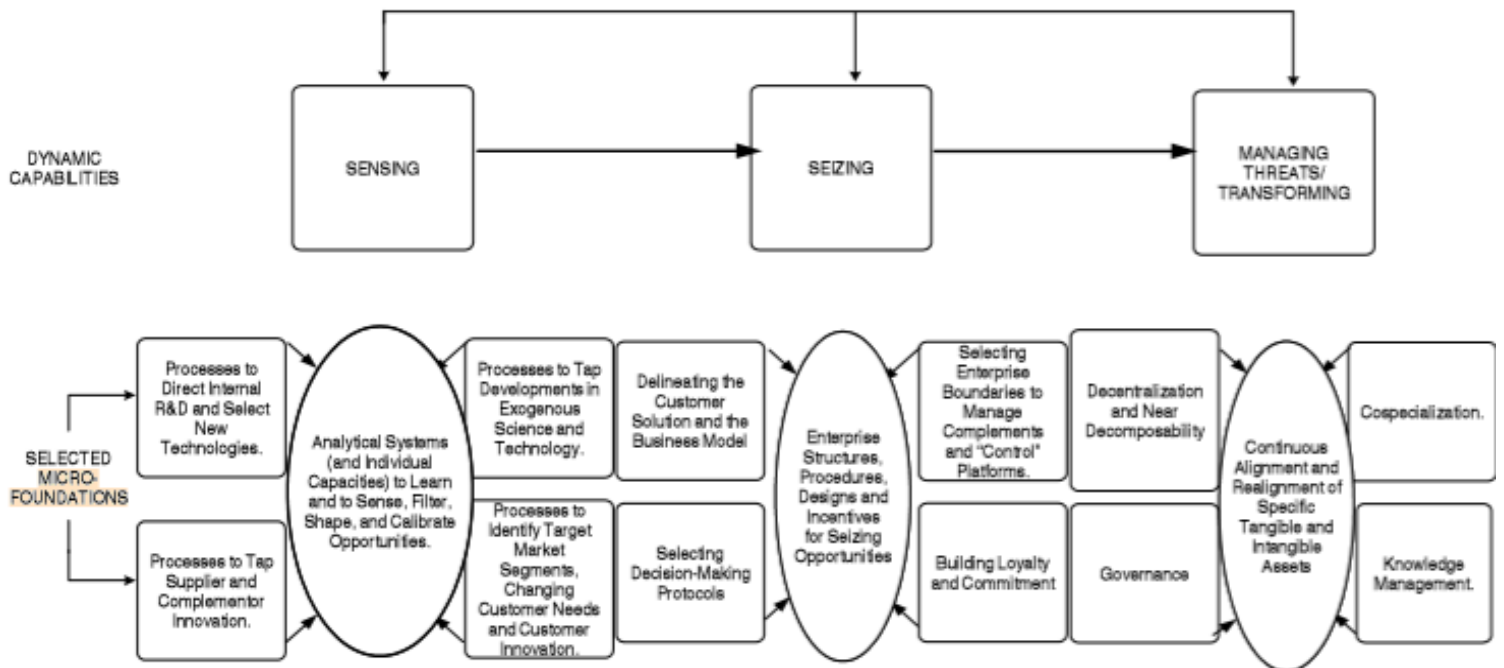 DYNAMIC
CAPABILITIES
SENSING
SEIZING
MANAGING
THREATS/
TRANSFORMING
SELECTED
MICRO-
FOUNDATIONS
Processes to
Direct Internal
R&D and Select
New
Technologies.
Processes to Tap
Supplier and
Complementor
Innovation.
Analytical Systems
(and Individual
Capacities) to Learn
and to Sense, Filter,
Shape, and Calibrate
Opportunities.
Processes to Tap
Developments in
Exogenous
Science and
Technology.
Processes to
Identify Target
Market
Segments,
Changing
Customer Needs
and Customer
Innovation.
Delineating the
Customer
Solution and the
Business Model
Selecting
Decision-Making
Protocols
Enterprise
Structures,
Procedures,
Designs and
Incentives
for Seizing
Opportunities
Selecting
Enterprise
Boundaries to
Manage
Complements
and “Control”
Platforms.
Building Loyalty
and Commitment
Decentralization
and Near
Decomposability
Governance
Continuous
Alignment and
Realignment of
Specific
Tangible and
Intangible
Assets
Cospecialization.
Knowledge
Management.